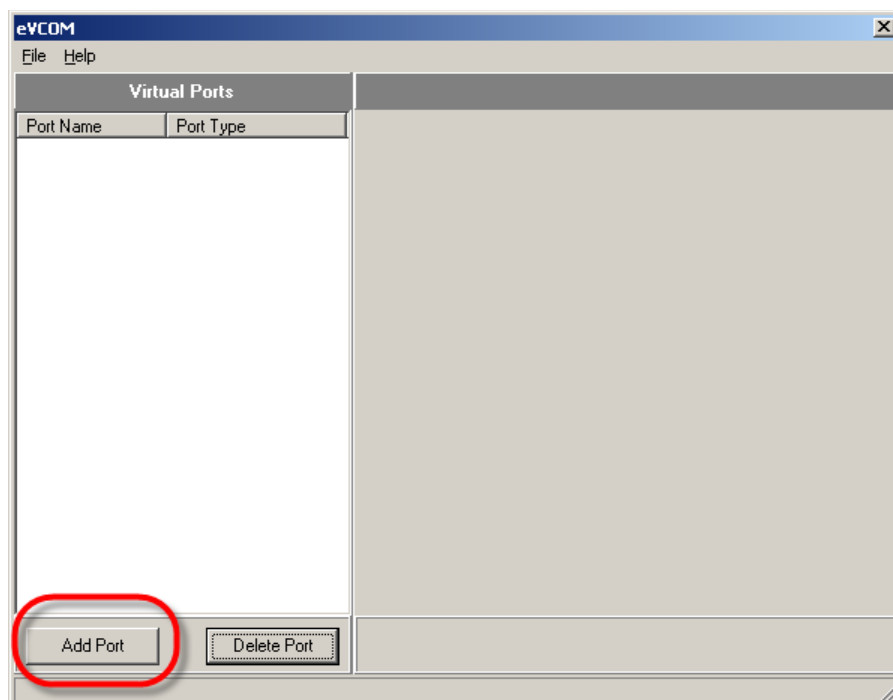 eVCOM
File Help
Virtual Ports
Port Name Port Type
Add Port Delete Port